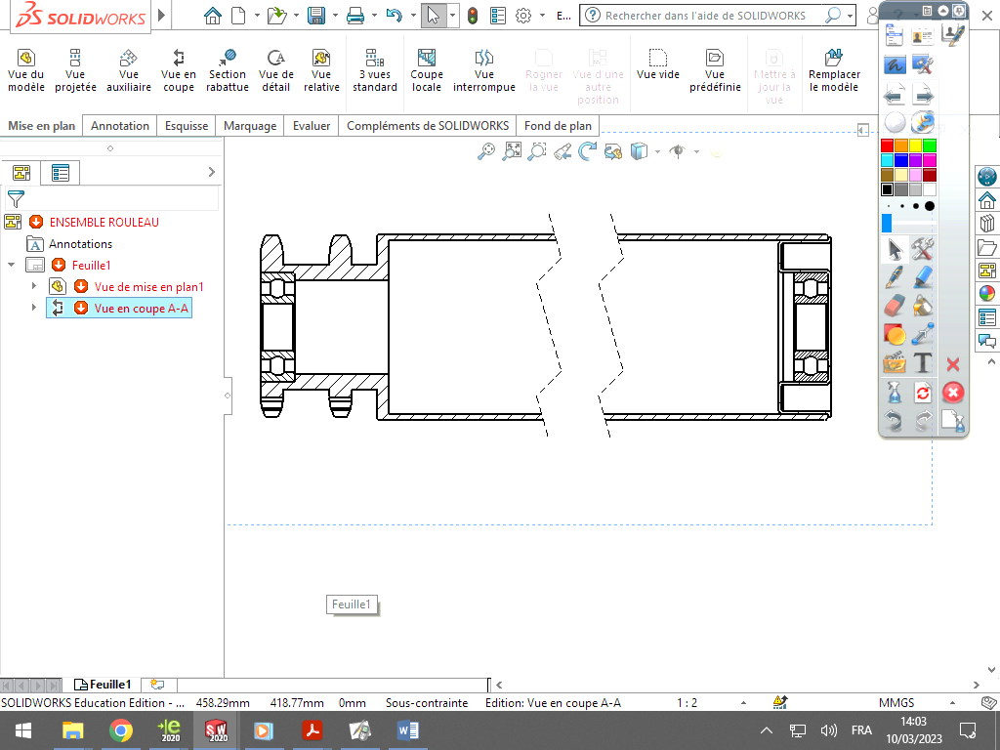 SOLIDWORKS
E...
Rechercher dans l'aide de SOLIDWORKS
Vue du modèle
Vue projetée
Vue auxiliaire
Vue en coupe
Section rabattue
Vue de détail
Vue relative
3 vues standard
Coupe locale
Vue interrompue
Rogner la vue
Vue d'une autre position
Vue vide
Vue prédéfinie
Mettre à jour la vue
Remplacer le modèle
Mise en plan
Annotation
Esquisse
Marquage
Evaluer
Compléments de SOLIDWORKS
Fond de plan
ENSEMBLE ROULEAU
A Annotations
Feuille1
Vue de mise en plan1
Vue en coupe A-A
T
Feuille1
Feuille1
SOLIDWORKS Education Edition - ...
458.29mm
418.77mm
0mm
Sous-contrainte
Edition: Vue en coupe A-A
1 : 2
MMGS
e 2020
SW 2020
W
FRA
14:03
10/03/2023